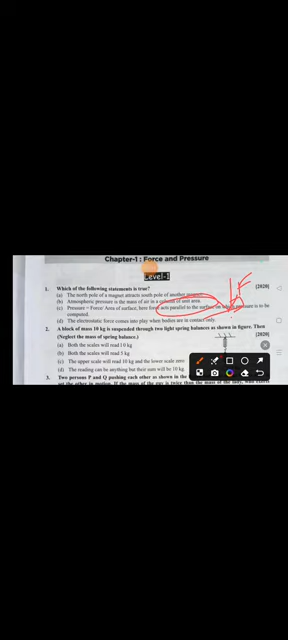 Chapter-1 : Force and Pressure
Level-1
1. Which of the following statements is true? [2020]
(a) The north pole of a magnet attracts south pole of another magnet.
(b) Atmospheric pressure is the mass of air in a column of unit area.
(c) Pressure = Force/ Area of surface, here force acts parallel to the surface on which pressure is to be
computed.
(d) The electrostatic force comes into play when bodies are in contact only.
2. A block of mass 10 kg is suspended through two light spring balances as shown in figure. Then
(Neglect the mass of spring balance.) [2020]
(a) Both the scales will read 10 kg
(b) Both the scales will read 5 kg
(c) The upper scale will read 10 kg and the lower scale zero
(d) The reading can be anything but their sum will be 10 kg.
3. Two persons P and Q pushing each other as shown in the
F